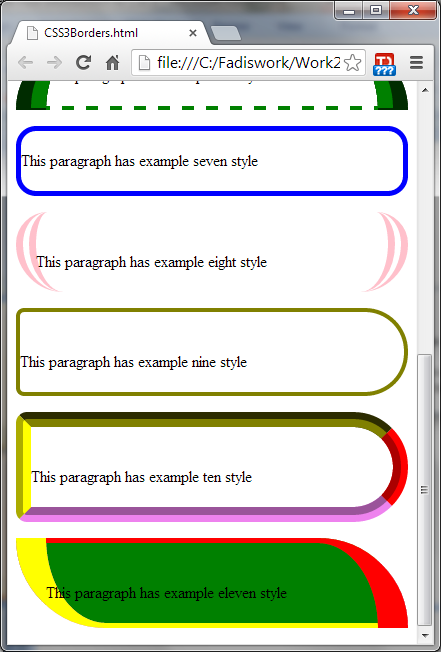 CSS3Borders.html
file:///C:/Fadiswork/Work2
This paragraph has example seven style
This paragraph has example eight style
This paragraph has example nine style
This paragraph has example ten style
This paragraph has example eleven style